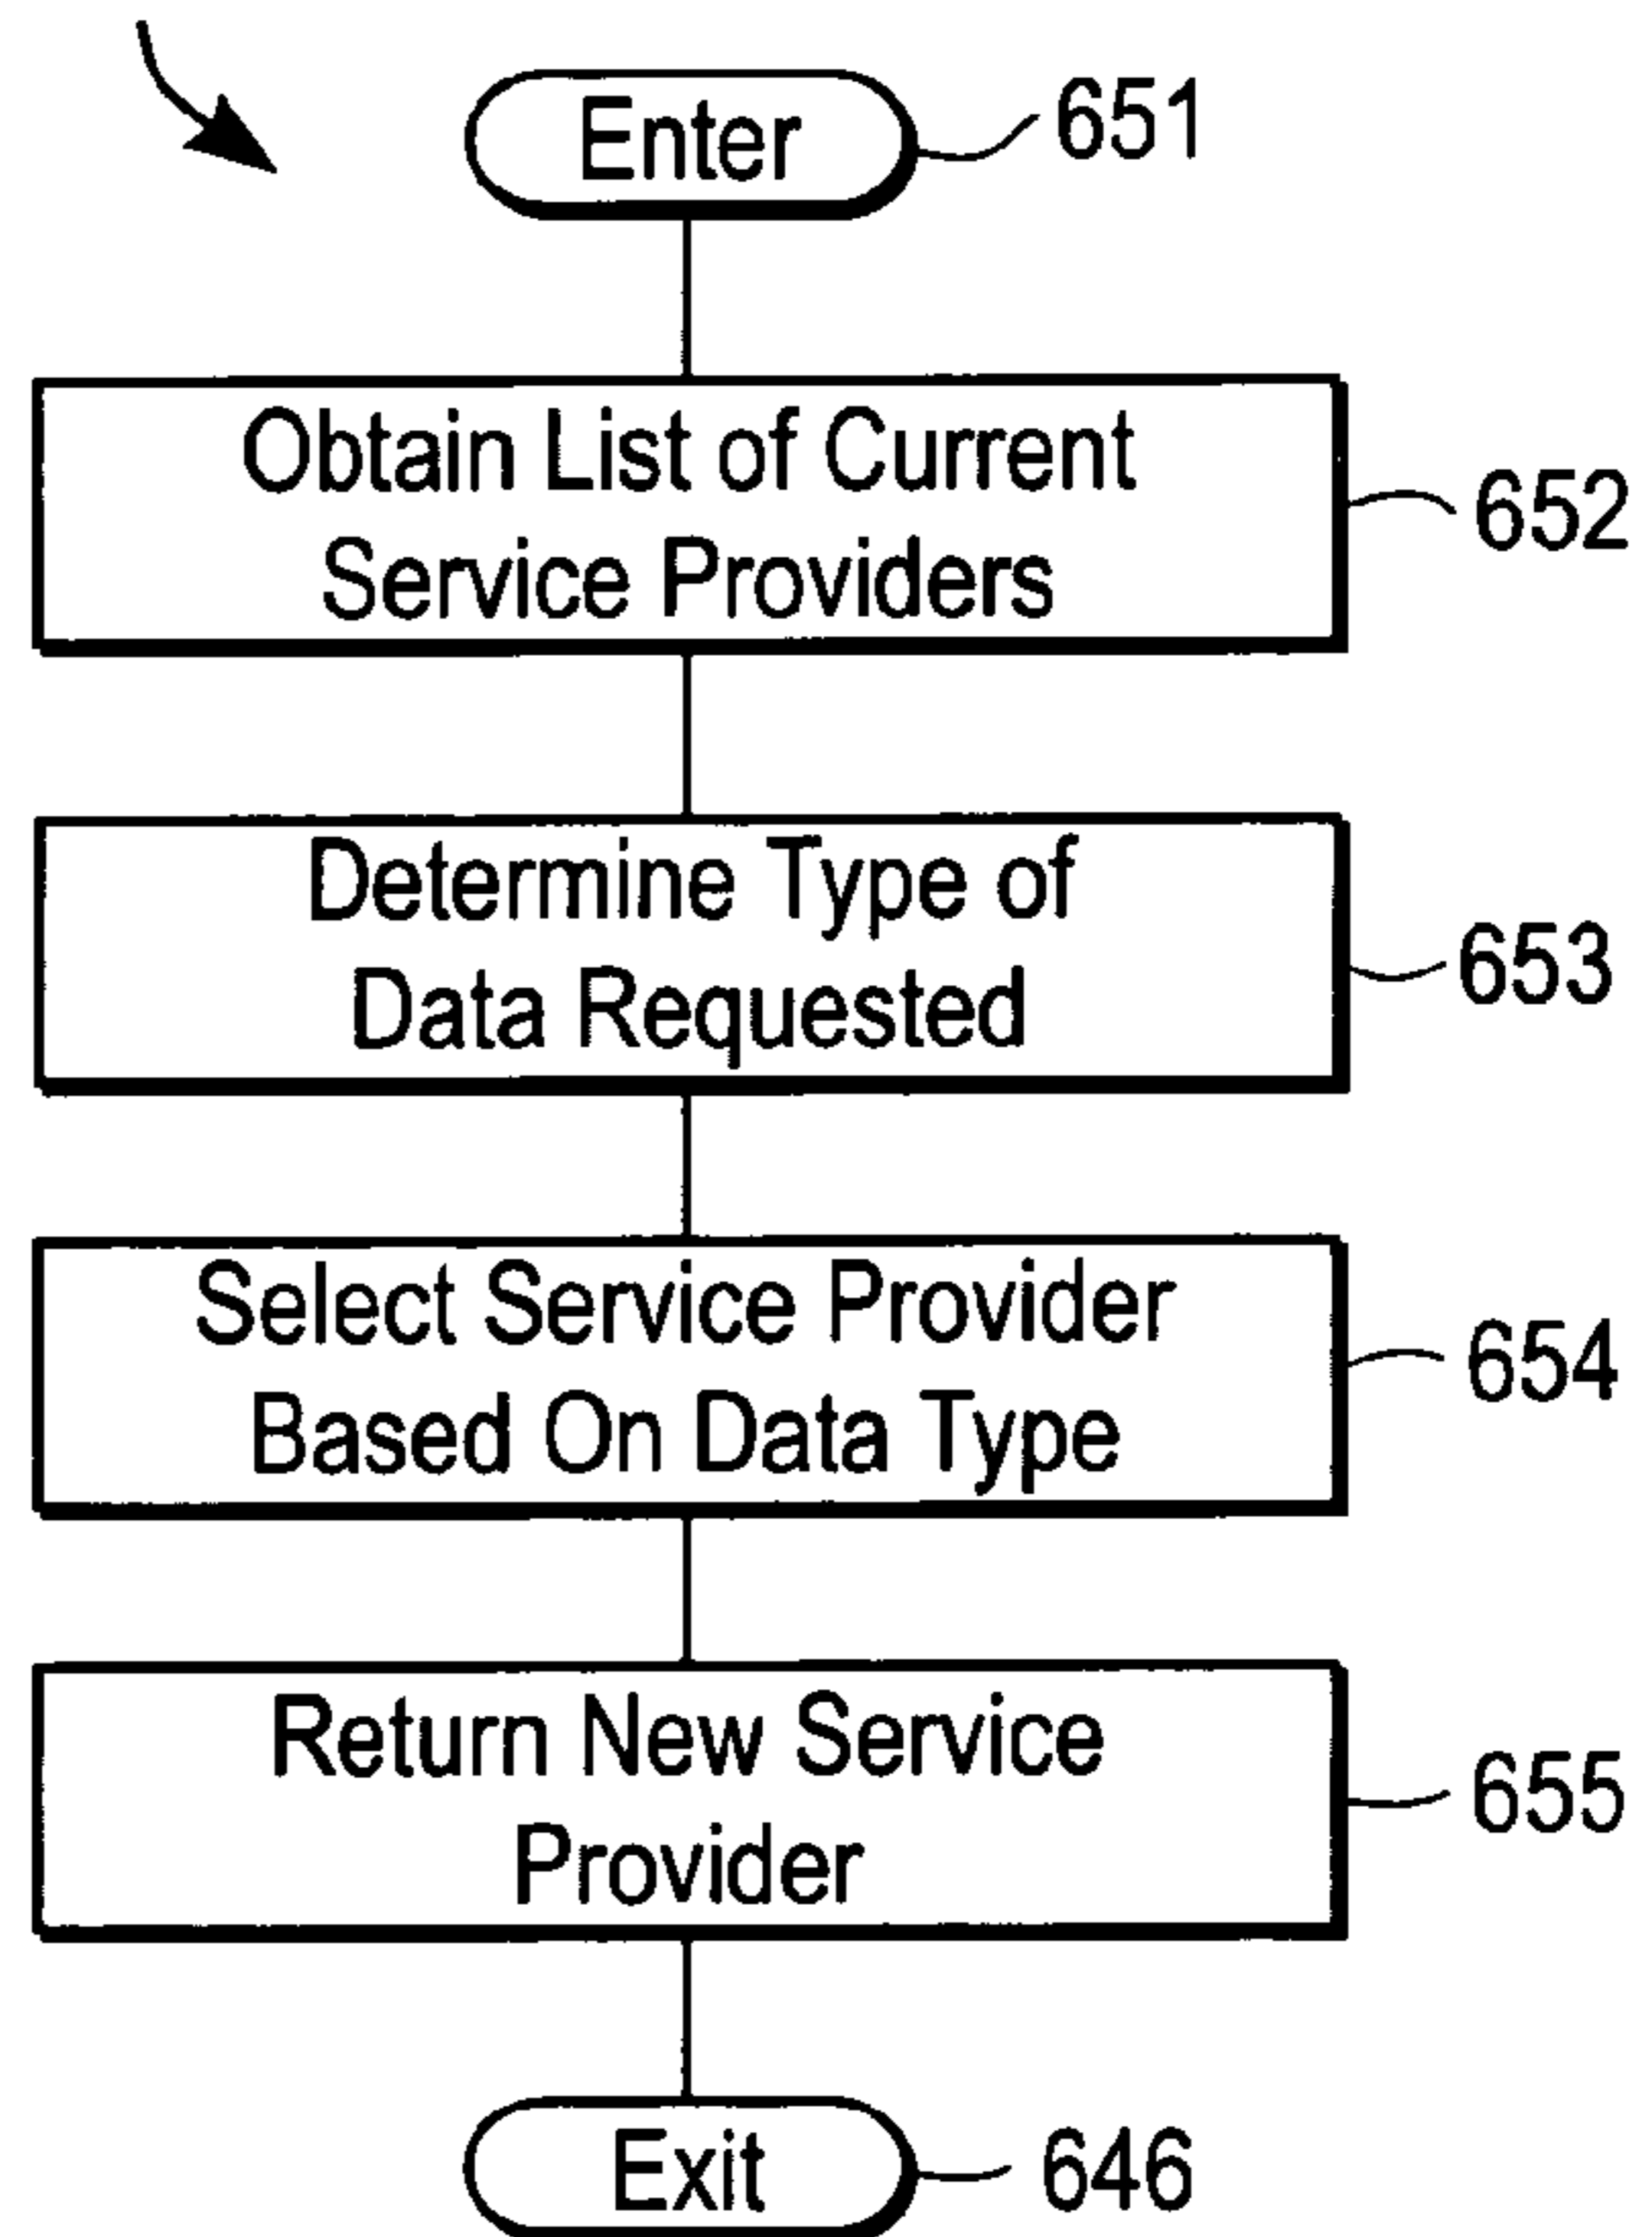 Enter
651
Obtain List of Current
Service Providers
652
Determine Type of
Data Requested
653
Select Service Provider
Based On Data Type
654
Return New Service
Provider
655
Exit
646